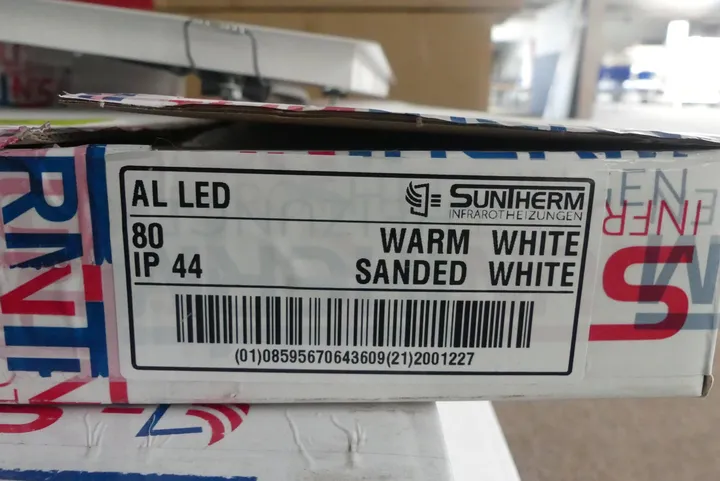 AL LED
SUNTHERM
INFRAROTHEIZUNGEN
80 WARM WHITE
IP 44 SANDED WHITE
(01)08595670643609(21)2001227